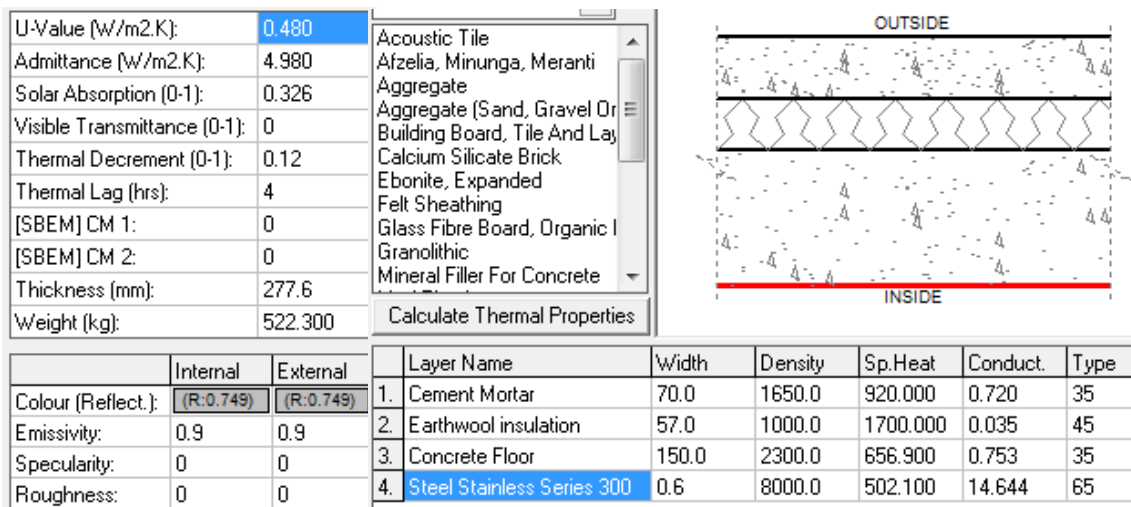 U-Value (W/m2.K): 0.480
Admittance (W/m2.K): 4.980
Solar Absorption (0-1): 0.326
Visible Transmittance (0-1): 0
Thermal Decrement (0-1): 0.12
Thermal Lag (hrs): 4
[SBEM] CM 1: 0
[SBEM] CM 2: 0
Thickness (mm): 277.6
Weight (kg): 522.300
Internal External
Colour (Reflect.): (R:0.749) (R:0.749)
Emissivity: 0.9 0.9
Specularity: 0 0
Roughness: 0 0
Acoustic Tile
Afzelia, Minunga, Meranti
Aggregate
Aggregate (Sand, Gravel Or
Building Board, Tile And Lay
Calcium Silicate Brick
Ebonite, Expanded
Felt Sheathing
Glass Fibre Board, Organic
Granolithic
Mineral Filler For Concrete
Calculate Thermal Properties
OUTSIDE
INSIDE
Layer Name Width Density Sp.Heat Conduct. Type
1. Cement Mortar 70.0 1650.0 920.000 0.720 35
2. Earthwool insulation 57.0 1000.0 1700.000 0.035 45
3. Concrete Floor 150.0 2300.0 656.900 0.753 35
4. Steel Stainless Series 300 0.6 8000.0 502.100 14.644 65